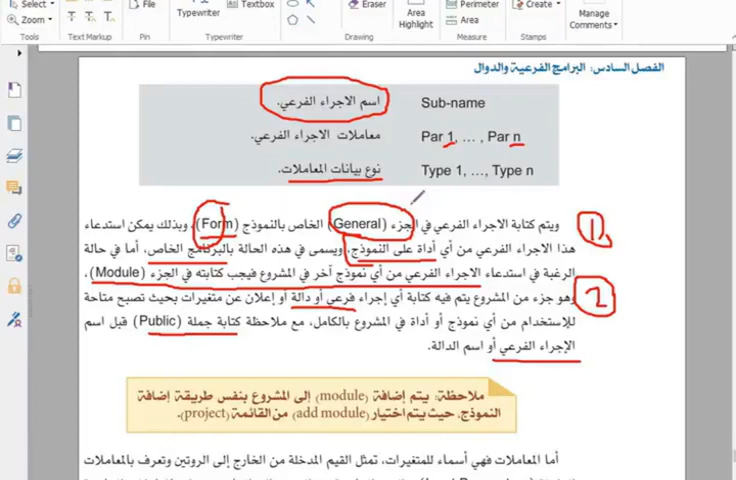 Select
Zoom
Tools
Text Markup
File
Pin
Typewriter
Textbox
Typewriter
Drawing
Eraser
Area
Highlight
Perimeter
Area
Measure
Create
Stamps
Manage
Comments
الفصل السادس: البرامج الفرعية والدوال
Sub-name اسم الاجراء الفرعي.
Par 1, ... , Par n معاملات الاجراء الفرعي.
Type 1, ..., Type n نوع بيانات المعاملات.
ويتم كتابة الاجراء الفرعي في الجزء (General) الخاص بالنموذج (Form)، وبذلك يمكن استدعاء
هذا الاجراء الفرعي من أي أداة على النموذج، ويسمى في هذه الحالة بالبرنامج الخاص، أما في حالة
الرغبة في استدعاء الاجراء الفرعي من أي نموذج آخر في المشروع فيجب كتابته في الجزء (Module)،
وهو جزء من المشروع يتم فيه كتابة أي إجراء فرعي أو دالة أو إعلان عن متغيرات بحيث تصبح متاحة
للإستخدام من أي نموذج أو أداة في المشروع بالكامل، مع ملاحظة كتابة جملة (Public) قبل اسم
الإجراء الفرعي أو اسم الدالة.
1
2
ملاحظة: يتم إضافة (module) إلى المشروع بنفس طريقة إضافة
النموذج، حيث يتم اختيار (add module) من القائمة (project).
أما المعاملات فهي أسماء للمتغيرات، تمثل القيم المدخلة من الخارج إلى الروتين وتعرف بالمعاملات